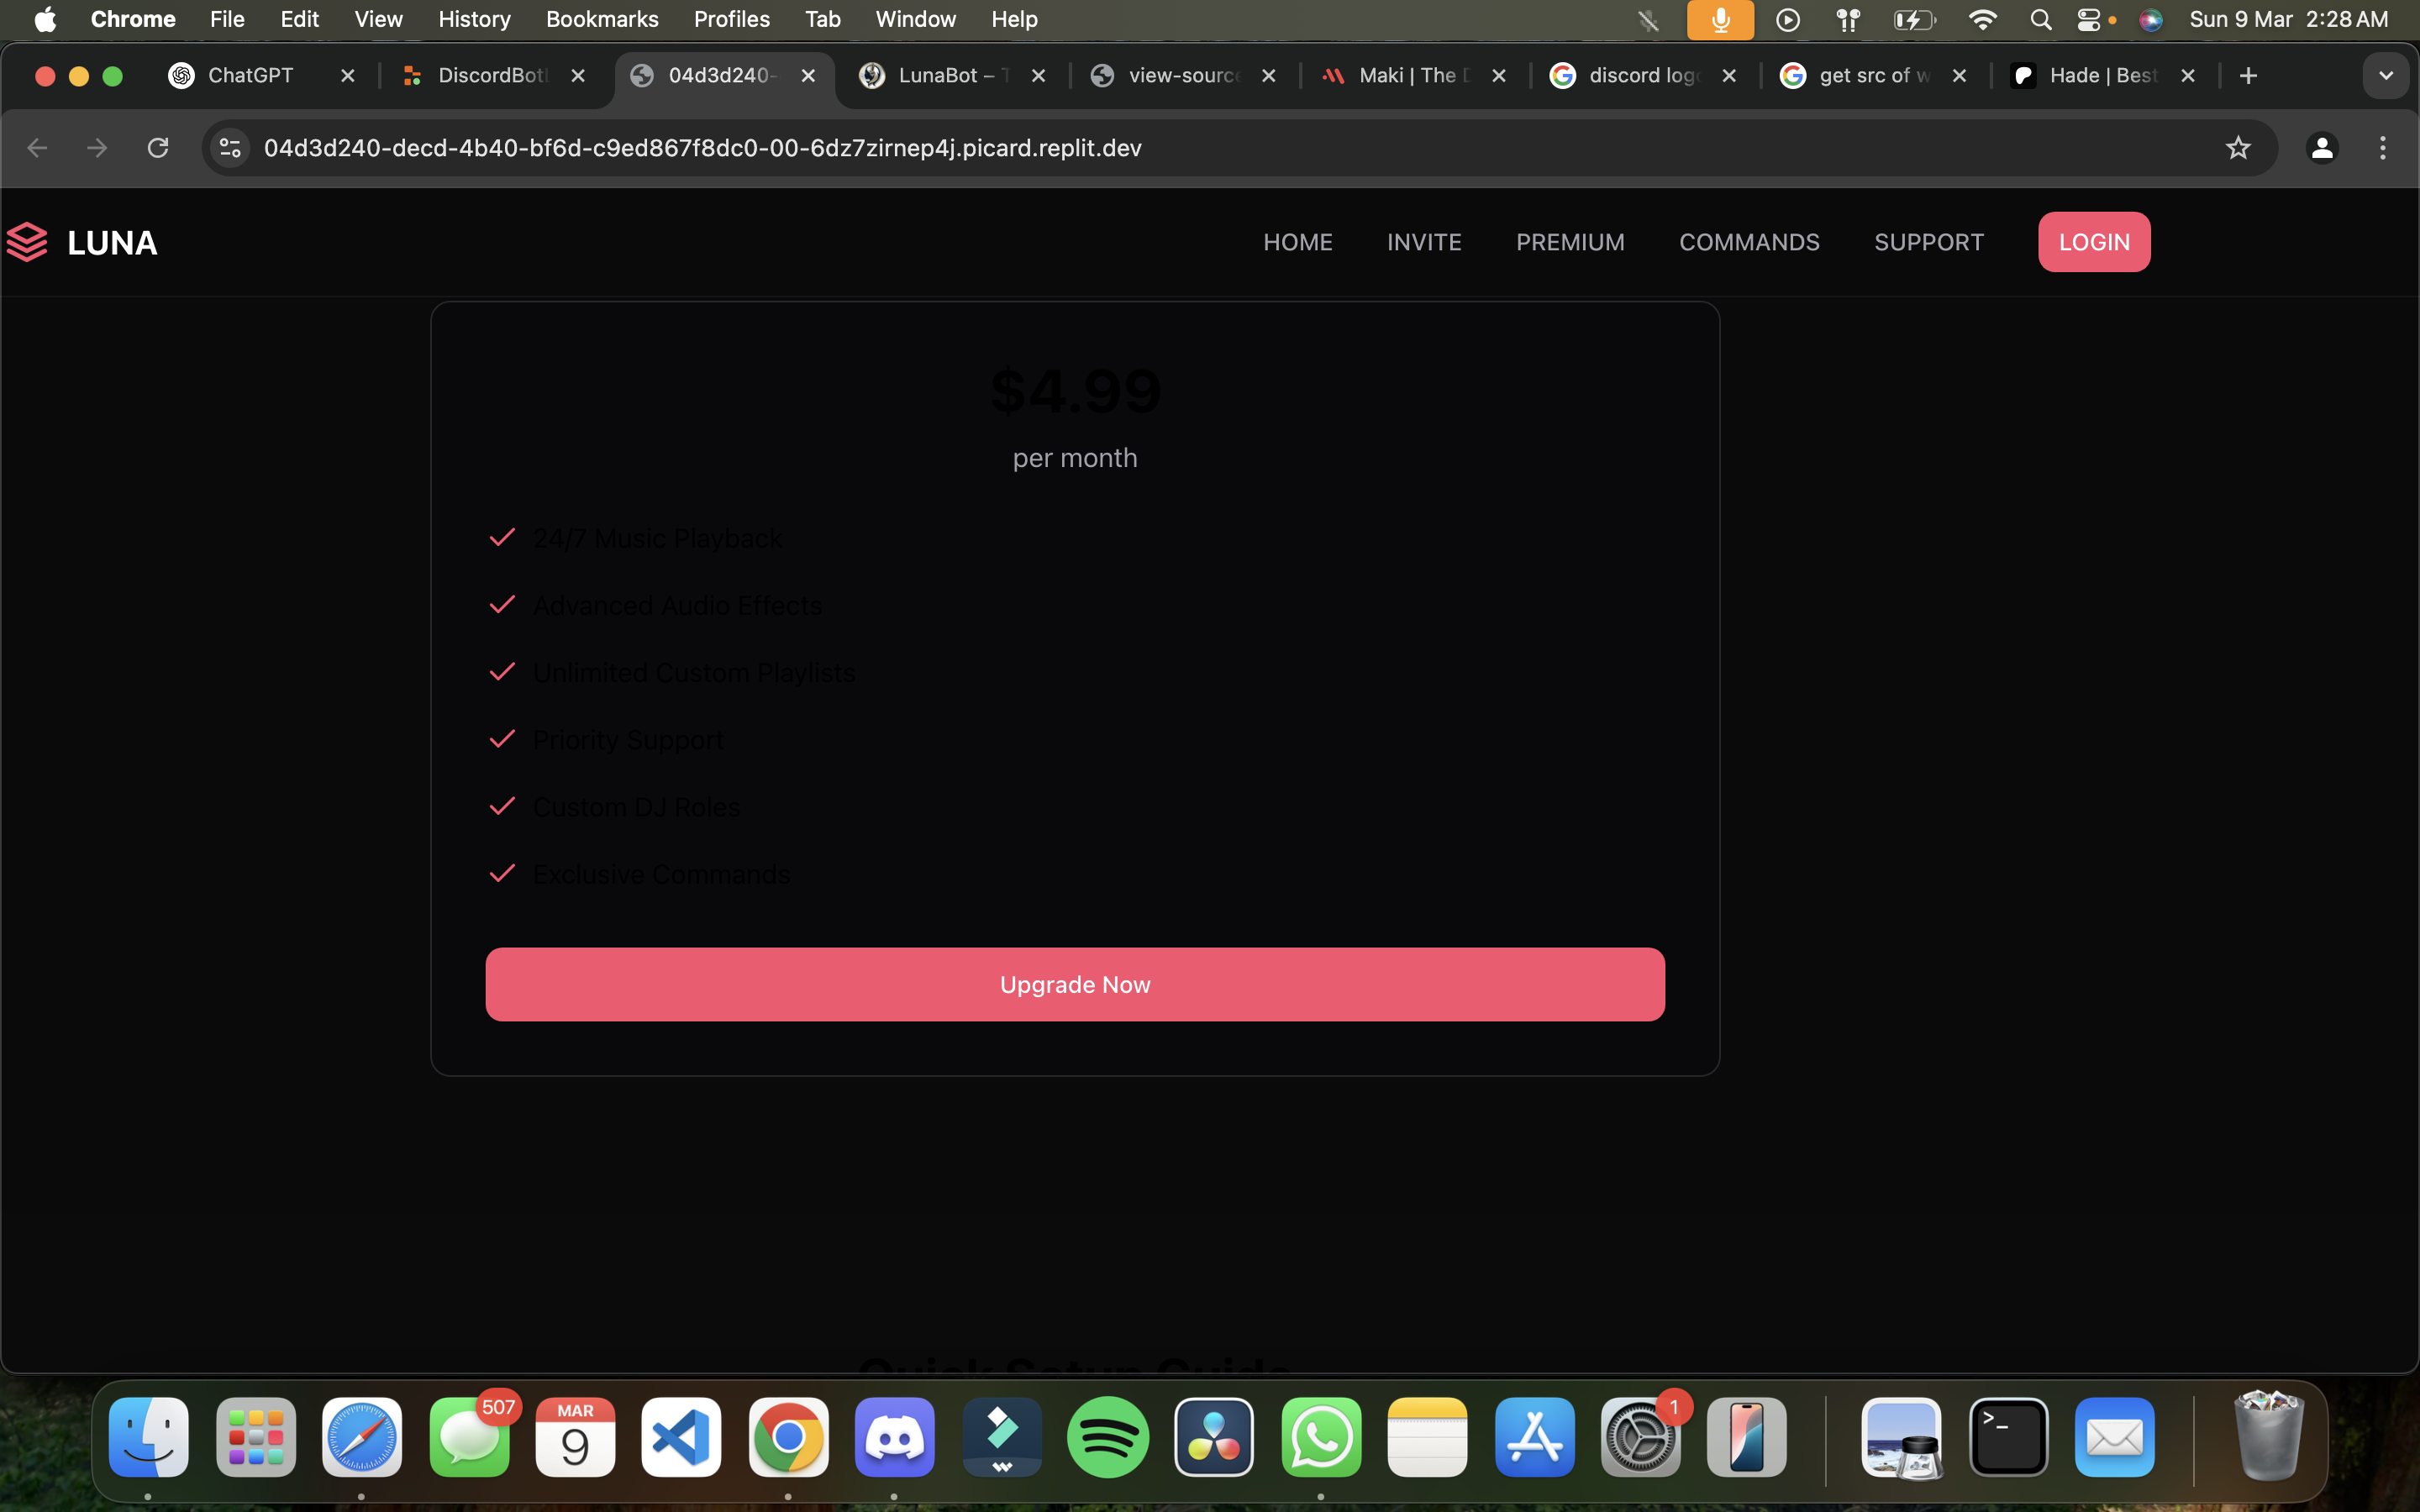 Chrome File Edit View History Bookmarks Profiles Tab Window Help Sun 9 Mar 2:28 AM
ChatGPT DiscordBotL 04d3d240- LunaBot – T view-source Maki | The D discord logo get src of w Hade | Best
04d3d240-decd-4b40-bf6d-c9ed867f8dc0-00-6dz7zirnep4j.picard.replit.dev
LUNA HOME INVITE PREMIUM COMMANDS SUPPORT LOGIN
$4.99
per month
24/7 Music Playback
Advanced Audio Effects
Unlimited Custom Playlists
Priority Support
Custom DJ Roles
Exclusive Commands
Upgrade Now
Quick Setup Guide
507
MAR
9
1
>_